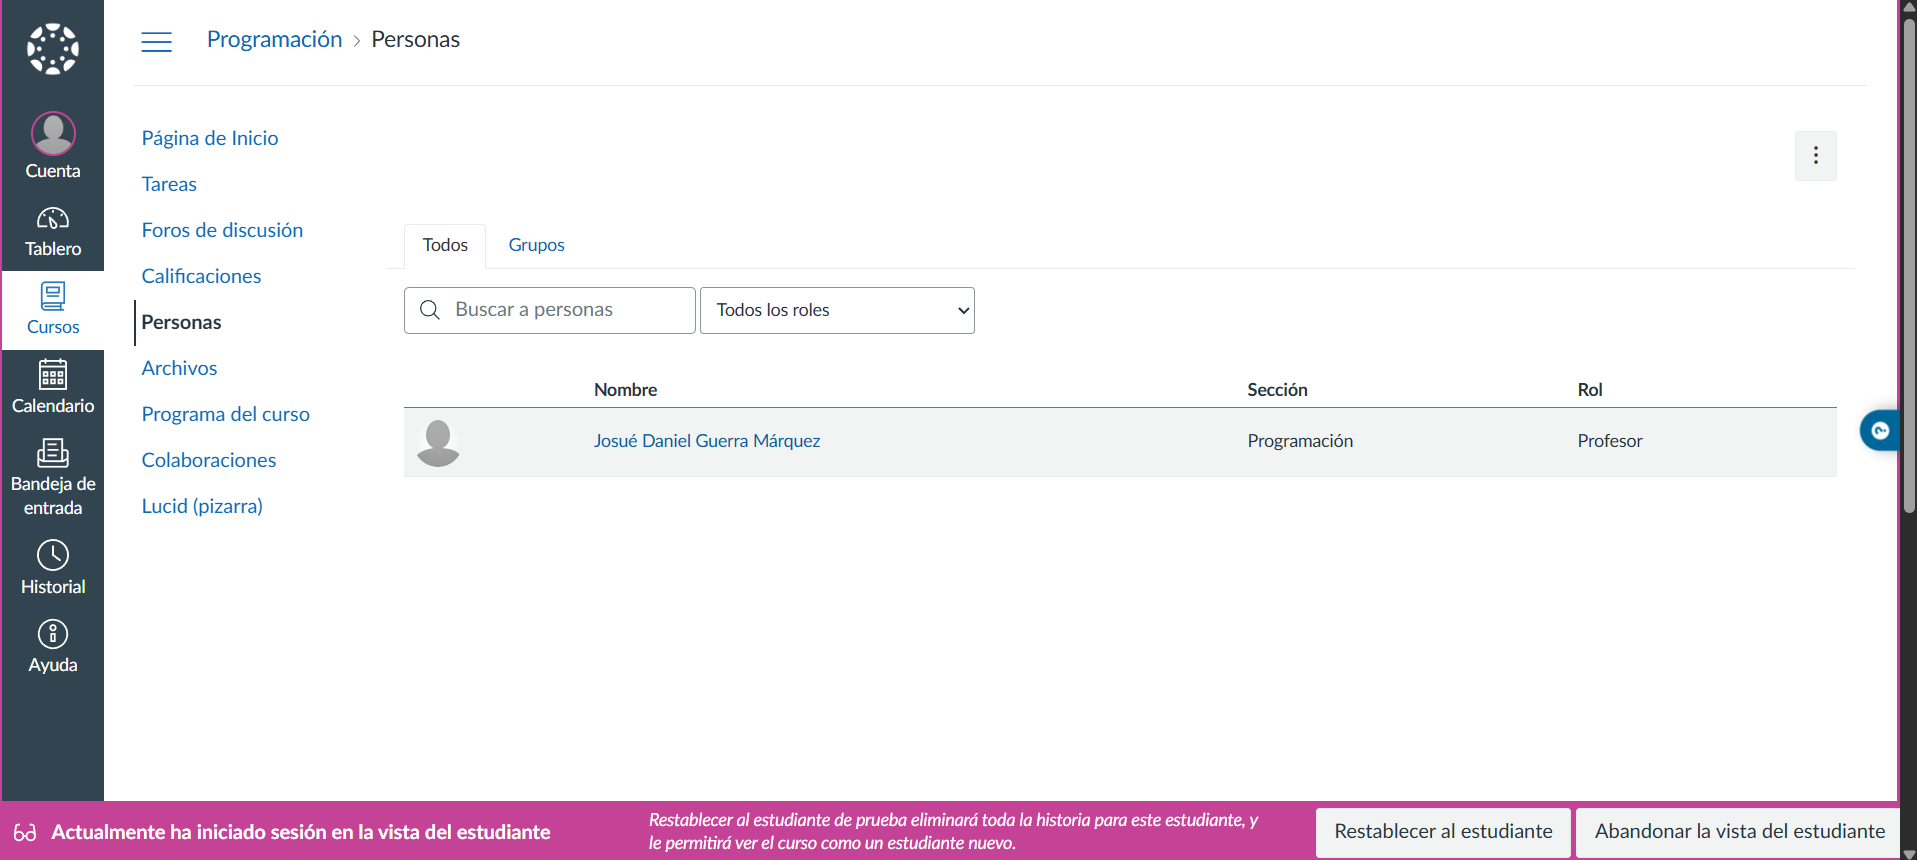 Programación › Personas
Cuenta
Tablero
Cursos
Calendario
Bandeja de
entrada
Historial
Ayuda
Página de Inicio
Tareas
Foros de discusión
Calificaciones
Personas
Archivos
Programa del curso
Colaboraciones
Lucid (pizarra)
Todos Grupos
Buscar a personas Todos los roles
Nombre Sección Rol
Josué Daniel Guerra Márquez Programación Profesor
Actualmente ha iniciado sesión en la vista del estudiante
Restablecer al estudiante de prueba eliminará toda la historia para este estudiante, y
le permitirá ver el curso como un estudiante nuevo.
Restablecer al estudiante Abandonar la vista del estudiante